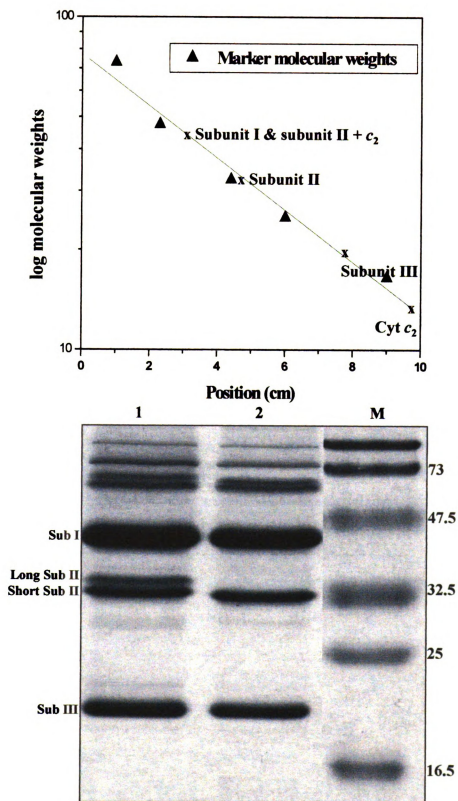 100
▲ Marker molecular weights
x Subunit I & subunit II + c₂
x Subunit II
Subunit III
Cyt c₂
log molecular weights
10
0 2 4 6 8 10
Position (cm)
1 2 M
73
47.5
Sub I
Long Sub II
Short Sub II
32.5
25
Sub III
16.5